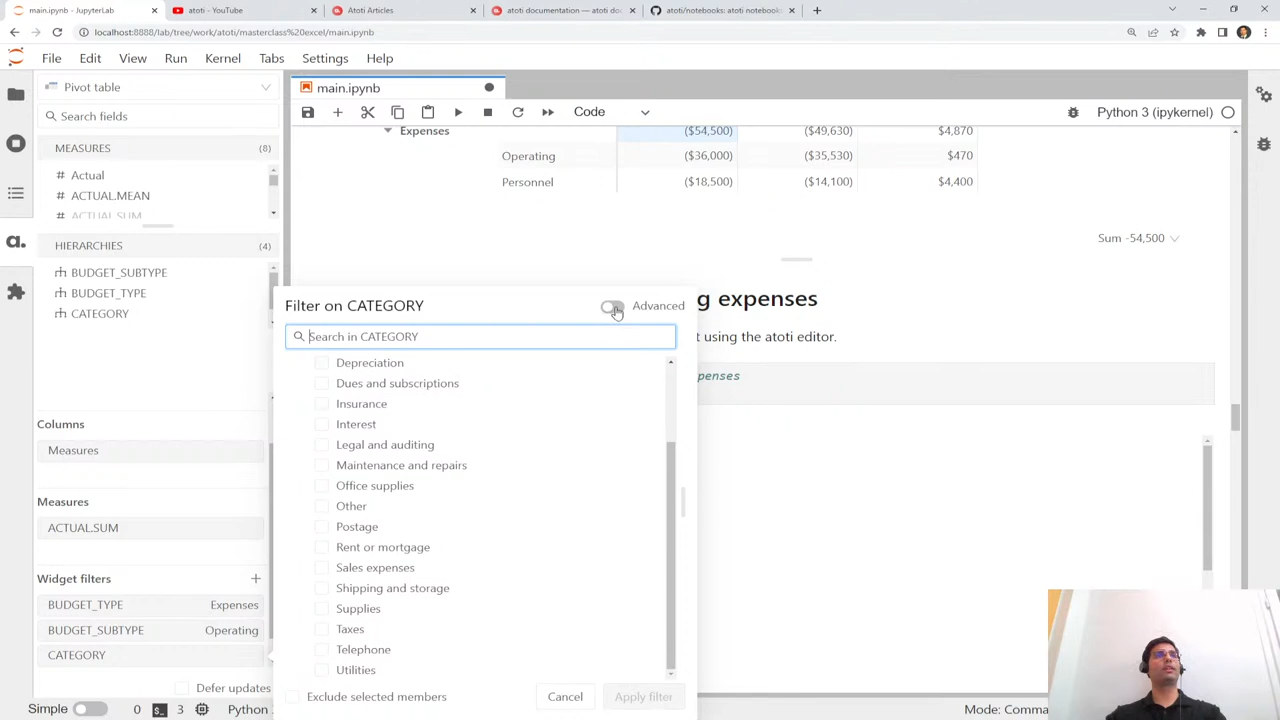 main.ipynb - JupyterLab
atoti - YouTube
Atoti Articles
atoti documentation — atoti doc
atoti/notebooks: atoti notebook
localhost:8888/lab/tree/work/atoti/masterclass%20excel/main.ipynb
File Edit View Run Kernel Tabs Settings Help
Pivot table
main.ipynb
Search fields
Code
Python 3 (ipykernel)
MEASURES (8)
Expenses ($54,500) ($49,630) $4,870
Operating ($36,000) ($35,530) $470
Personnel ($18,500) ($14,100) $4,400
# Actual
# ACTUAL.MEAN
# ACTUAL.SUM
HIERARCHIES (4)
Sum -54,500
BUDGET_SUBTYPE
BUDGET_TYPE
CATEGORY
Filter on CATEGORY
Advanced
g expenses
Search in CATEGORY
t using the atoti editor.
Depreciation
penses
Dues and subscriptions
Insurance
Interest
Legal and auditing
Maintenance and repairs
Office supplies
Other
Postage
Rent or mortgage
Sales expenses
Shipping and storage
Supplies
Taxes
Telephone
Utilities
Exclude selected members
Cancel
Apply filter
Columns
Measures
Measures
ACTUAL.SUM
Widget filters +
BUDGET_TYPE Expenses
BUDGET_SUBTYPE Operating
CATEGORY
Defer updates
Simple 0 3 Python
Mode: Comma